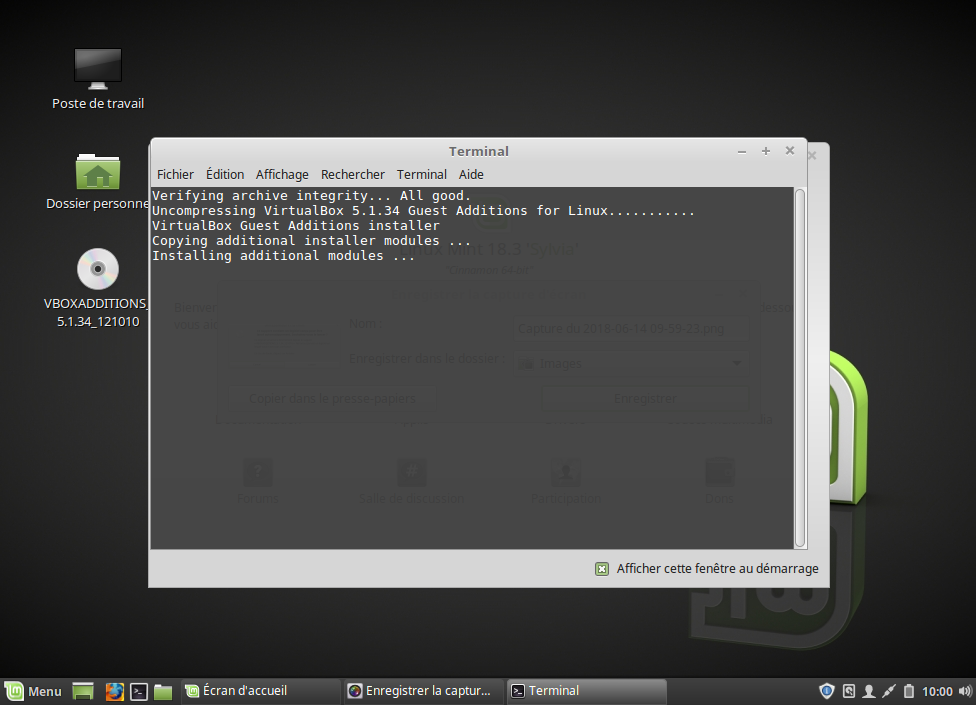 Poste de travail
Dossier personne
VBOXADDITIONS_
5.1.34_121010
Terminal
Fichier Édition Affichage Rechercher Terminal Aide
Verifying archive integrity... All good.
Uncompressing VirtualBox 5.1.34 Guest Additions for Linux...........
VirtualBox Guest Additions installer
Copying additional installer modules ...
Installing additional modules ...
Mint 18.3 "Sylvia"
Nom :
Capture du 2018-06-14 09-59-23.png
Enregistrer dans le dossier :
Images
Copier dans le presse-papiers
Enregistrer
Forums
Salle de discussion
Participation
Dons
Afficher cette fenêtre au démarrage
Menu
Écran d'accueil
Enregistrer la captur...
Terminal
10:00